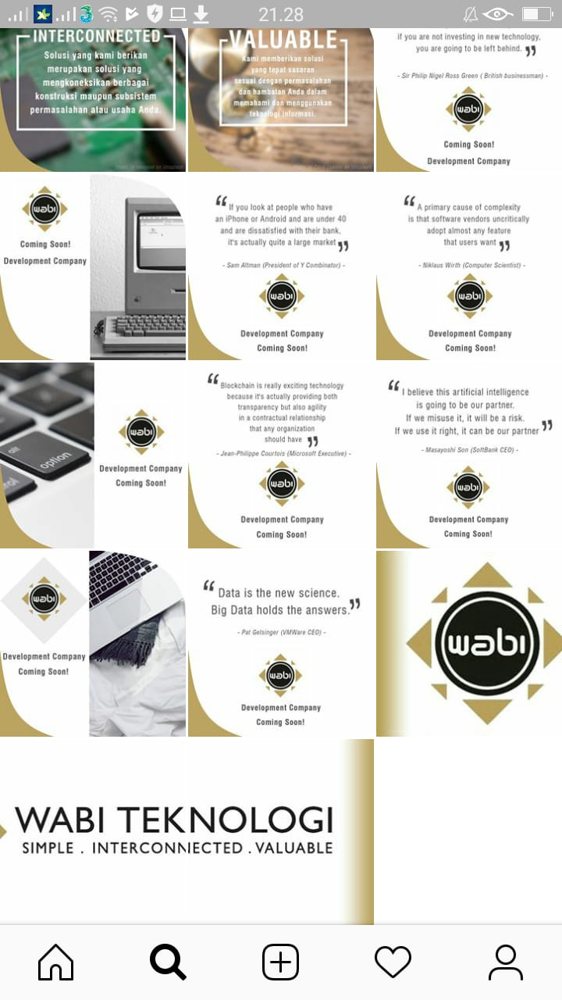 21.28
INTERCONNECTED
Solusi yang kami berikan
merupakan solusi yang
mengkoneksikan berbagai
konstruksi maupun subsistem
permasalahan atau usaha Anda.
VALUABLE
Kami memberikan solusi
yang tepat sasaran
sesuai dengan permasalahan
dan hambatan Anda dalam
memahami dan menggunakan
teknologi informasi.
if you are not investing in new technology,
you are going to be left behind. ”
- Sir Philip Nigel Ross Green ( British businessman) -
wabi
Coming Soon!
Development Company
wabi
Coming Soon!
Development Company
“ If you look at people who have
an iPhone or Android and are under 40
and are dissatisfied with their bank,
it's actually quite a large market ”
- Sam Altman (President of Y Combinator) -
wabi
Development Company
Coming Soon!
“ A primary cause of complexity
is that software vendors uncritically
adopt almost any feature
that users want ”
- Niklaus Wirth (Computer Scientist) -
wabi
Development Company
Coming Soon!
alt
option
wabi
Development Company
Coming Soon!
“ Blockchain is really exciting technology
because it's actually providing both
transparency but also agility
in a contractual relationship
that any organization
should have ”
- Jean-Philippe Courtois (Microsoft Executive) -
wabi
Development Company
Coming Soon!
“ I believe this artificial intelligence
is going to be our partner.
If we misuse it, it will be a risk.
If we use it right, it can be our partner ”
- Masayoshi Son (SoftBank CEO) -
wabi
Development Company
Coming Soon!
wabi
Development Company
Coming Soon!
“ Data is the new science.
Big Data holds the answers. ”
- Pat Gelsinger (VMWare CEO) -
wabi
Development Company
Coming Soon!
wabi
WABI TEKNOLOGI
SIMPLE . INTERCONNECTED . VALUABLE